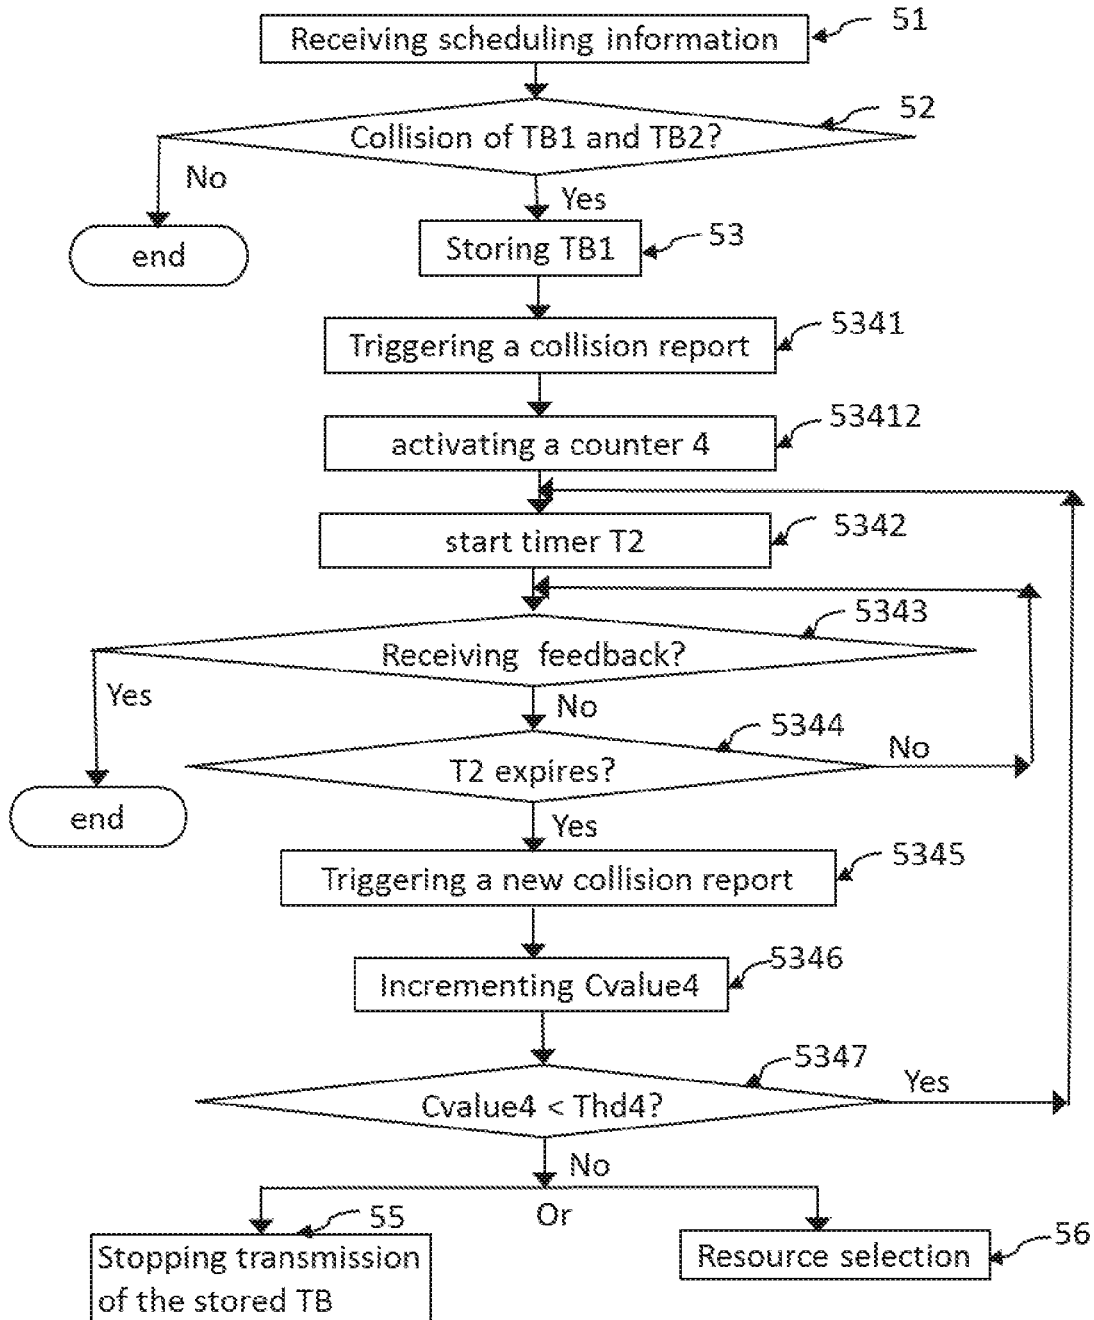 Receiving scheduling information
51
Collision of TB1 and TB2?
52
No
Yes
end
Storing TB1
53
Triggering a collision report
5341
activating a counter 4
53412
start timer T2
5342
Receiving feedback?
5343
Yes
No
T2 expires?
5344
No
end
Yes
Triggering a new collision report
5345
Incrementing Cvalue4
5346
Cvalue4 < Thd4?
5347
Yes
No
Or
Stopping transmission
of the stored TB
55
Resource selection
56